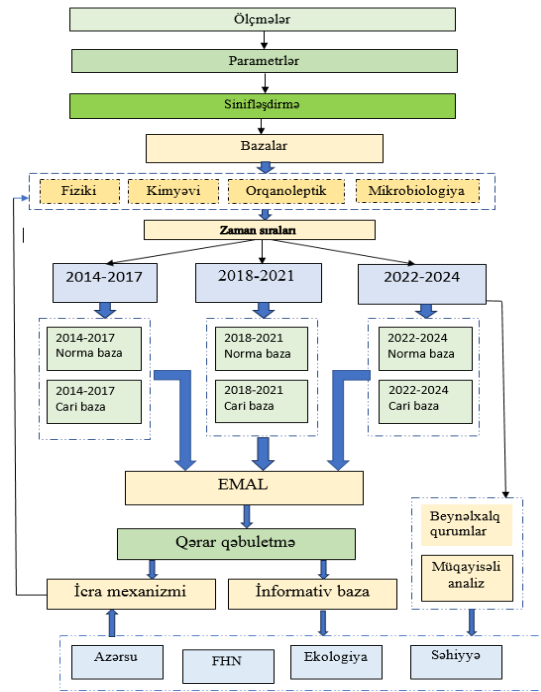 Ölçmələr
Parametrlər
Sinifləşdirmə
Bazalar
Fiziki
Kimyəvi
Orqanoleptik
Mikrobiologiya
Zaman sıraları
2014-2017
2018-2021
2022-2024
2014-2017
Norma baza
2018-2021
Norma baza
2022-2024
Norma baza
2014-2017
Cari baza
2018-2021
Cari baza
2022-2024
Cari baza
EMAL
Qərar qəbuletmə
Beynəlxalq
qurumlar
Müqayisəli
analiz
İcra mexanizmi
İnformativ baza
Azərsu
FHN
Ekologiya
Səhiyyə